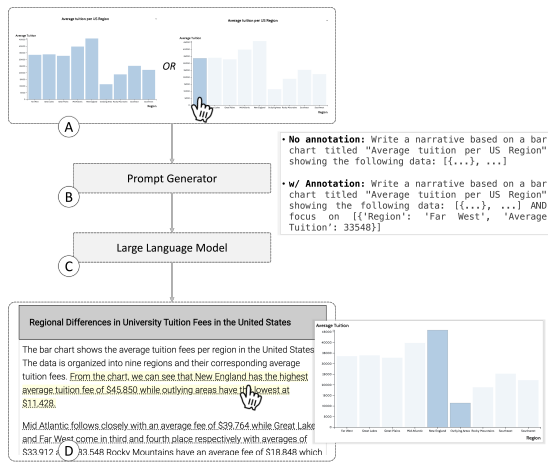 Average tuition per US Region
Average Tuition
Region
OR
Average tuition per US Region
Average Tuition
Region
A
Prompt Generator
B
Large Language Model
C
• No annotation: Write a narrative based on a bar
chart titled "Average tuition per US Region"
showing the following data: [{...}, ...]
• w/ Annotation: Write a narrative based on a bar
chart titled "Average tuition per US Region"
showing the following data: [{...}, ...] AND
focus on [{'Region': 'Far West', 'Average
Tuition': 33548}]
Regional Differences in University Tuition Fees in the United States
The bar chart shows the average tuition fees per region in the United States
The data is organized into nine regions and their corresponding average
tuition fees. From the chart, we can see that New England has the highest
average tuition fee of $45.850 while outlying areas have the lowest at
$11.428.
Mid Atlantic follows closely with an average fee of $39.764 while Great Lake
and Far West come in third and fourth place respectively with averages of
$33.912 33.548 Rocky Mountains have an average fee of $18.848 which
D
Average Tuition
Far West Great Lakes Great Plains Mid Atlantic New England Outlying Areas Rocky Mountains Southeast Southwest
Region